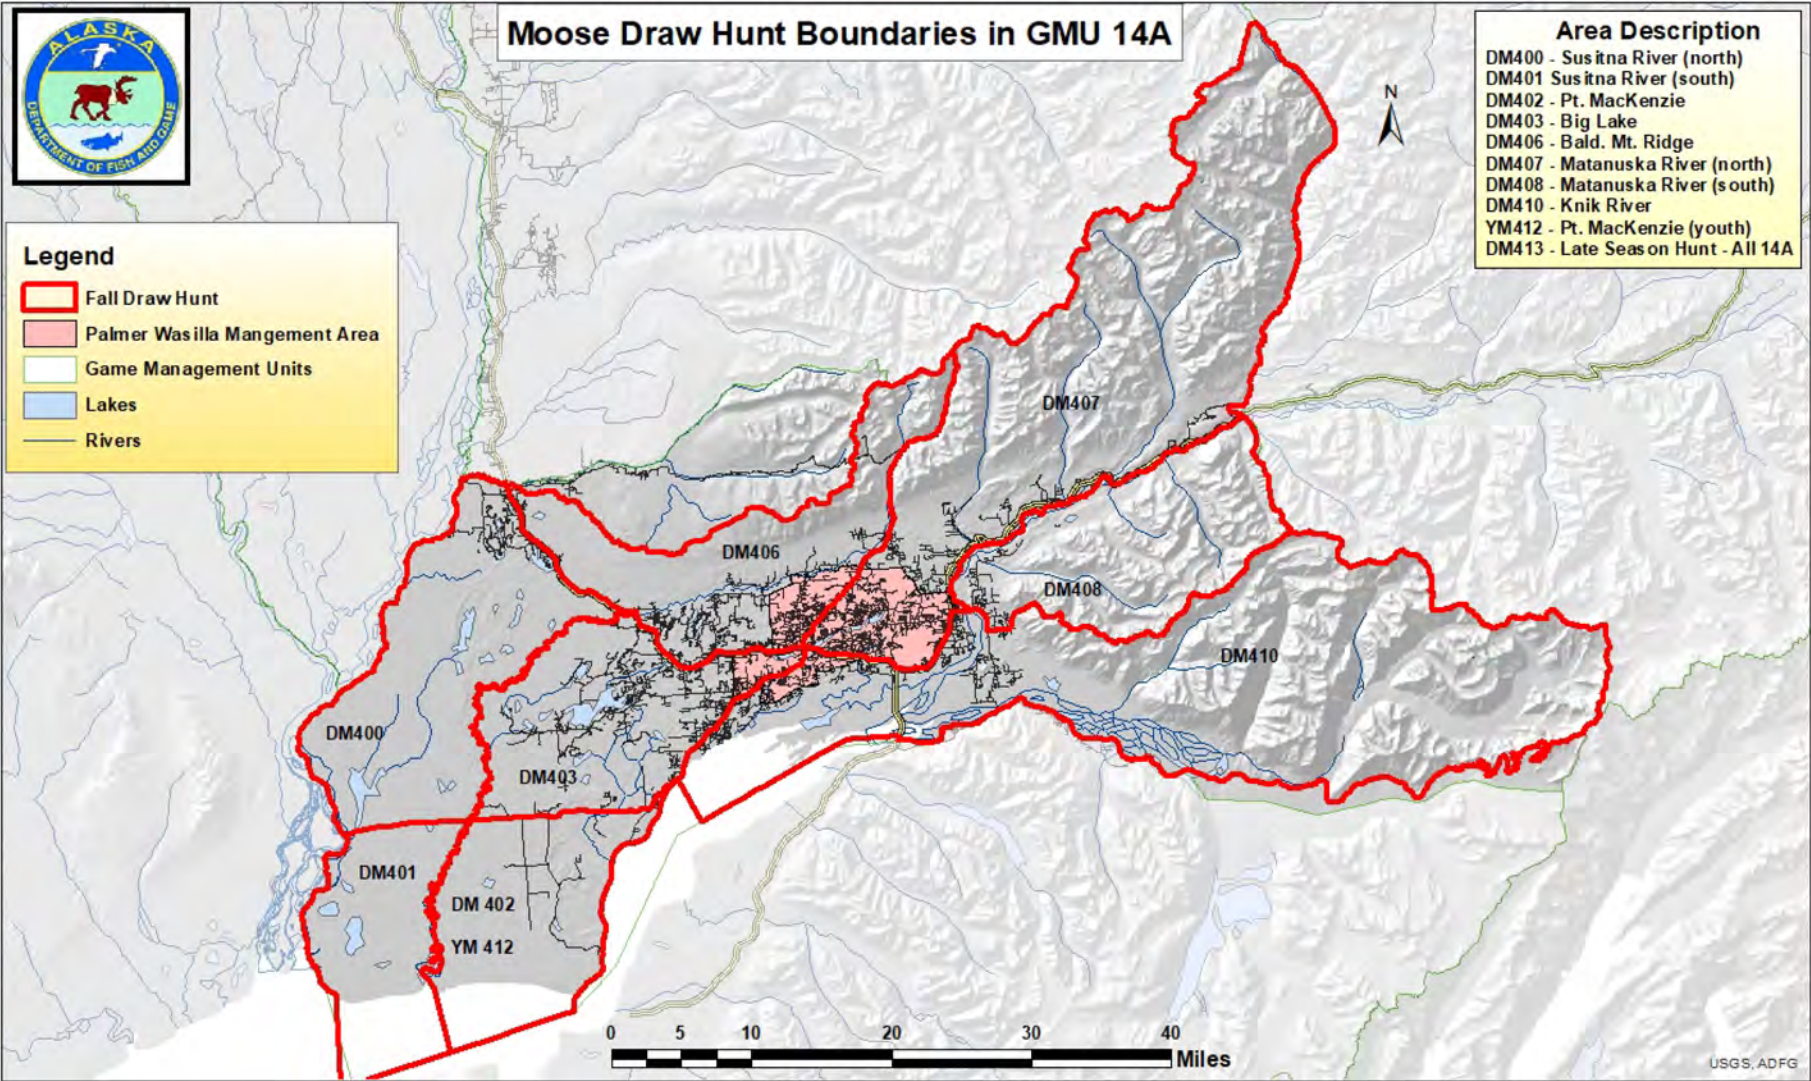 Moose Draw Hunt Boundaries in GMU 14A
ALASKA
DEPARTMENT OF FISH AND GAME
Area Description
DM400 - Susitna River (north)
DM401 Susitna River (south)
DM402 - Pt. MacKenzie
DM403 - Big Lake
DM406 - Bald. Mt. Ridge
DM407 - Matanuska River (north)
DM408 - Matanuska River (south)
DM410 - Knik River
YM412 - Pt. MacKenzie (youth)
DM413 - Late Season Hunt - All 14A
N
Legend
Fall Draw Hunt
Palmer Wasilla Mangement Area
Game Management Units
Lakes
Rivers
DM407
DM406
DM408
DM410
DM400
DM403
DM401
DM 402
YM 412
0 5 10 20 30 40
Miles
USGS, ADFG